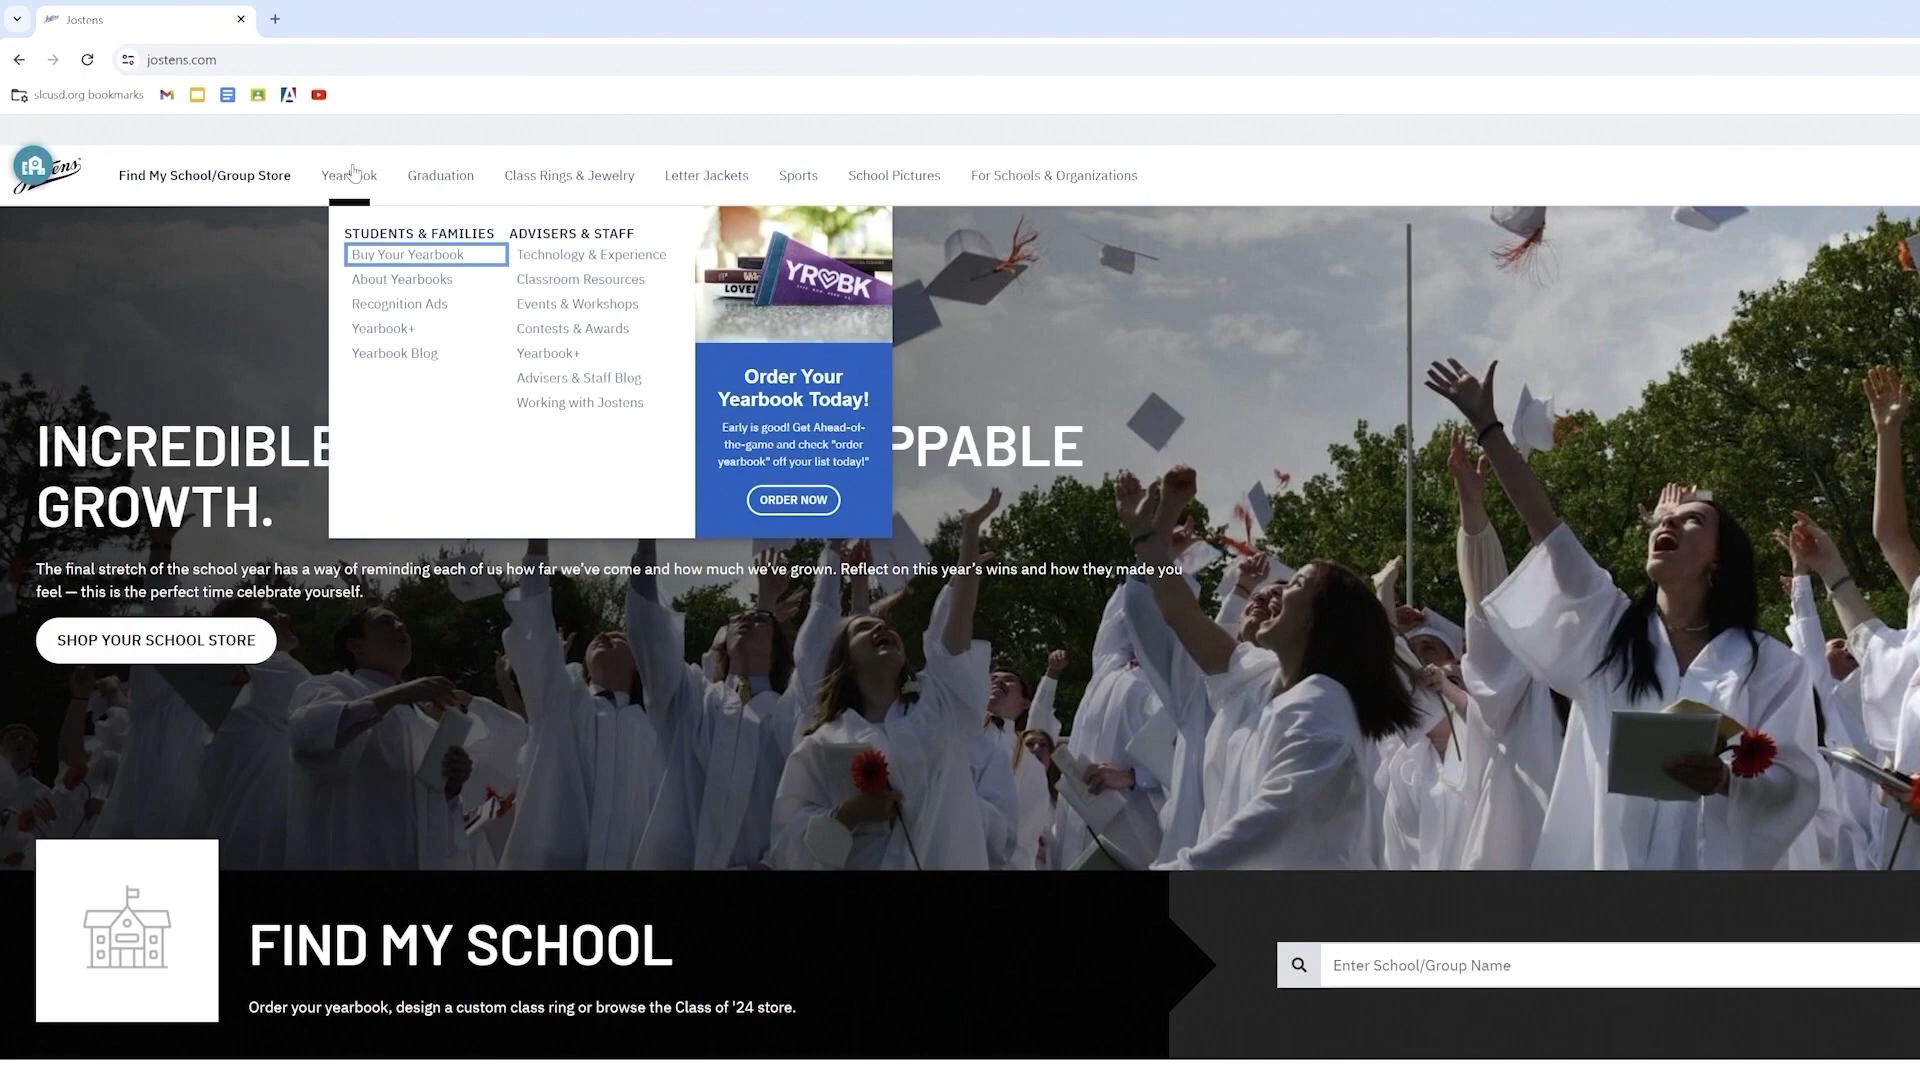 Jostens
jostens.com
slcusd.org bookmarks
Find My School/Group Store
Yearbook
Graduation
Class Rings & Jewelry
Letter Jackets
Sports
School Pictures
For Schools & Organizations
STUDENTS & FAMILIES
Buy Your Yearbook
About Yearbooks
Recognition Ads
Yearbook+
Yearbook Blog
ADVISERS & STAFF
Technology & Experience
Classroom Resources
Events & Workshops
Contests & Awards
Yearbook+
Advisers & Staff Blog
Working with Jostens
YRBK
Order Your
Yearbook Today!
Early is good! Get Ahead-of-
the-game and check "order
yearbook" off your list today!"
ORDER NOW
INCREDIBLE PPABLE
GROWTH.
The final stretch of the school year has a way of reminding each of us how far we've come and how much we've grown. Reflect on this year's wins and how they made you
feel — this is the perfect time celebrate yourself.
SHOP YOUR SCHOOL STORE
FIND MY SCHOOL
Order your yearbook, design a custom class ring or browse the Class of '24 store.
Enter School/Group Name